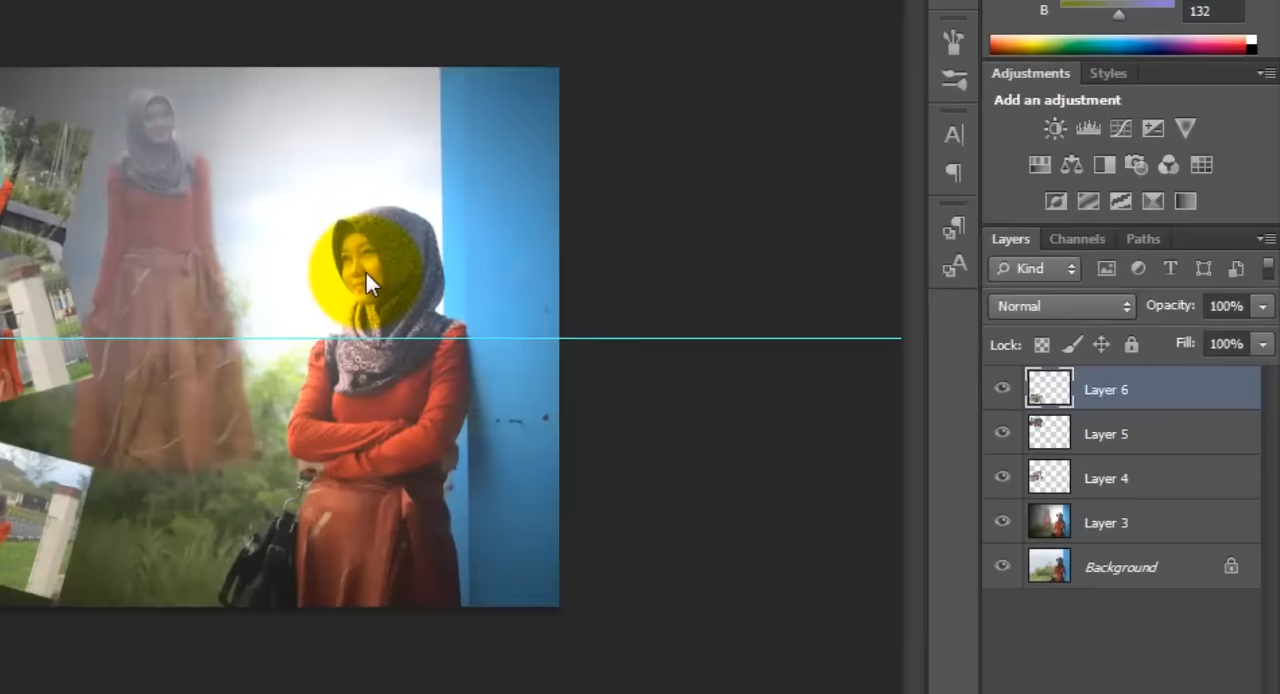 B 132
Adjustments Styles
Add an adjustment
Layers Channels Paths
Kind T
Normal Opacity: 100%
Lock: Fill: 100%
Layer 6
Layer 5
Layer 4
Layer 3
Background